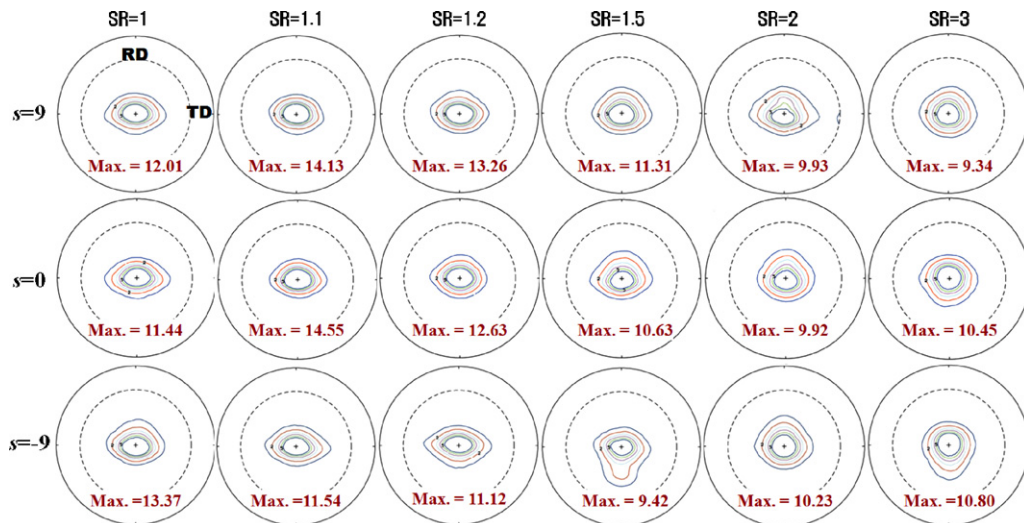 SR=1 SR=1.1 SR=1.2 SR=1.5 SR=2 SR=3
RD
s=9 TD
Max. = 12.01 Max. = 14.13 Max. = 13.26 Max. = 11.31 Max. = 9.93 Max. = 9.34
s=0
Max. = 11.44 Max. = 14.55 Max. = 12.63 Max. = 10.63 Max. = 9.92 Max. = 10.45
s=-9
Max. =13.37 Max. =11.54 Max. = 11.12 Max. = 9.42 Max. = 10.23 Max. =10.80